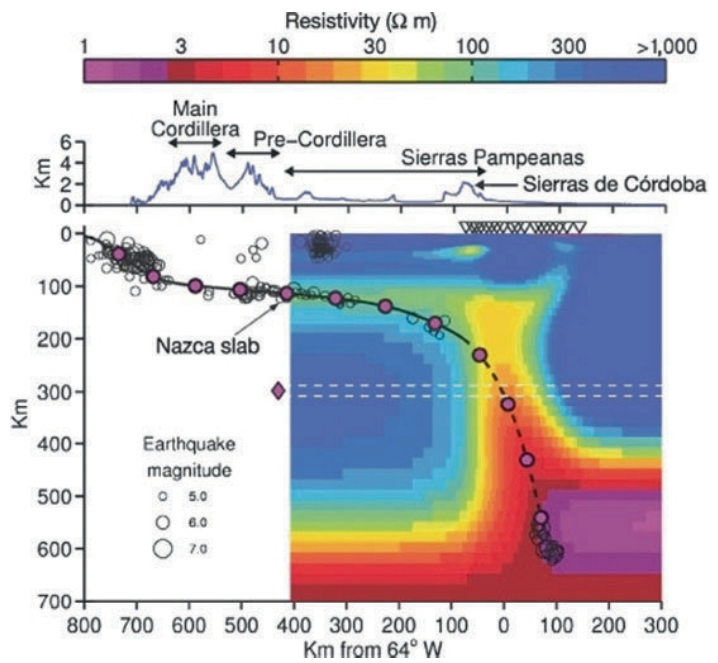 Resistivity (Ω m)
1 3 10 30 100 300 >1,000
Main
Cordillera
Pre-Cordillera
Sierras Pampeanas
Sierras de Córdoba
6
4
2
0
Km
0
100
200
300
400
500
600
700
Km
Nazca slab
Earthquake
magnitude
5.0
6.0
7.0
800 700 600 500 400 300 200 100 0 100 200 300
Km from 64° W